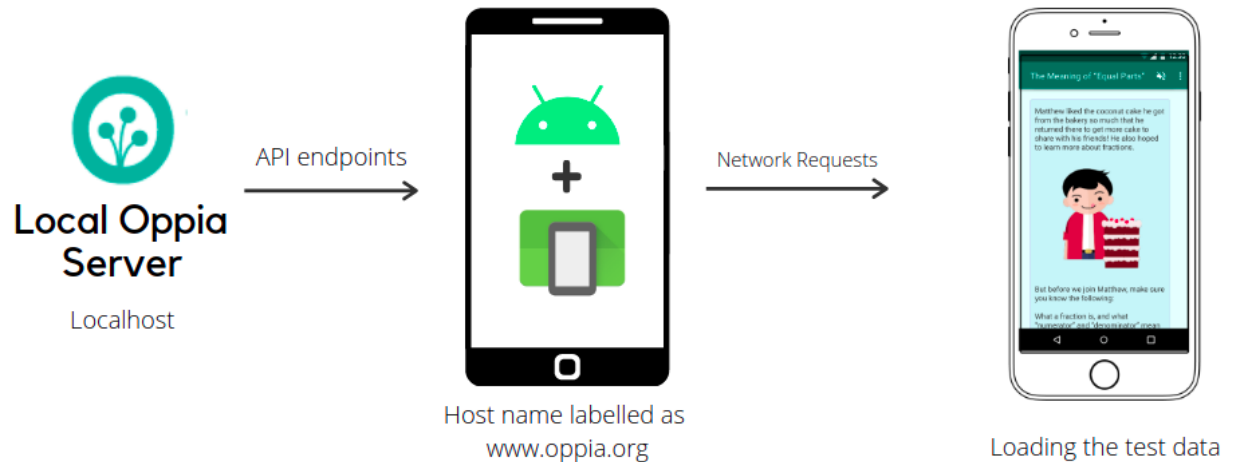 Local Oppia
Server
Localhost
API endpoints
Host name labelled as
www.oppia.org
Network Requests
12:30
The Meaning of "Equal Parts"
Matthew liked the coconut cake he got
from the bakery so much that he
returned there to get more cake to
share with his friends! He also hoped
to learn more about fractions.
But before we join Matthew, make sure
you know the following:
What a fraction is, and what
"numerator" and "denominator" mean
Loading the test data